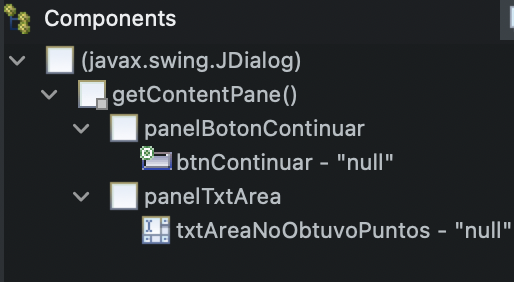 Components
(javax.swing.JDialog)
getContentPane()
panelBotonContinuar
btnContinuar - "null"
panelTxtArea
txtAreaNoObtuvoPuntos - "null"